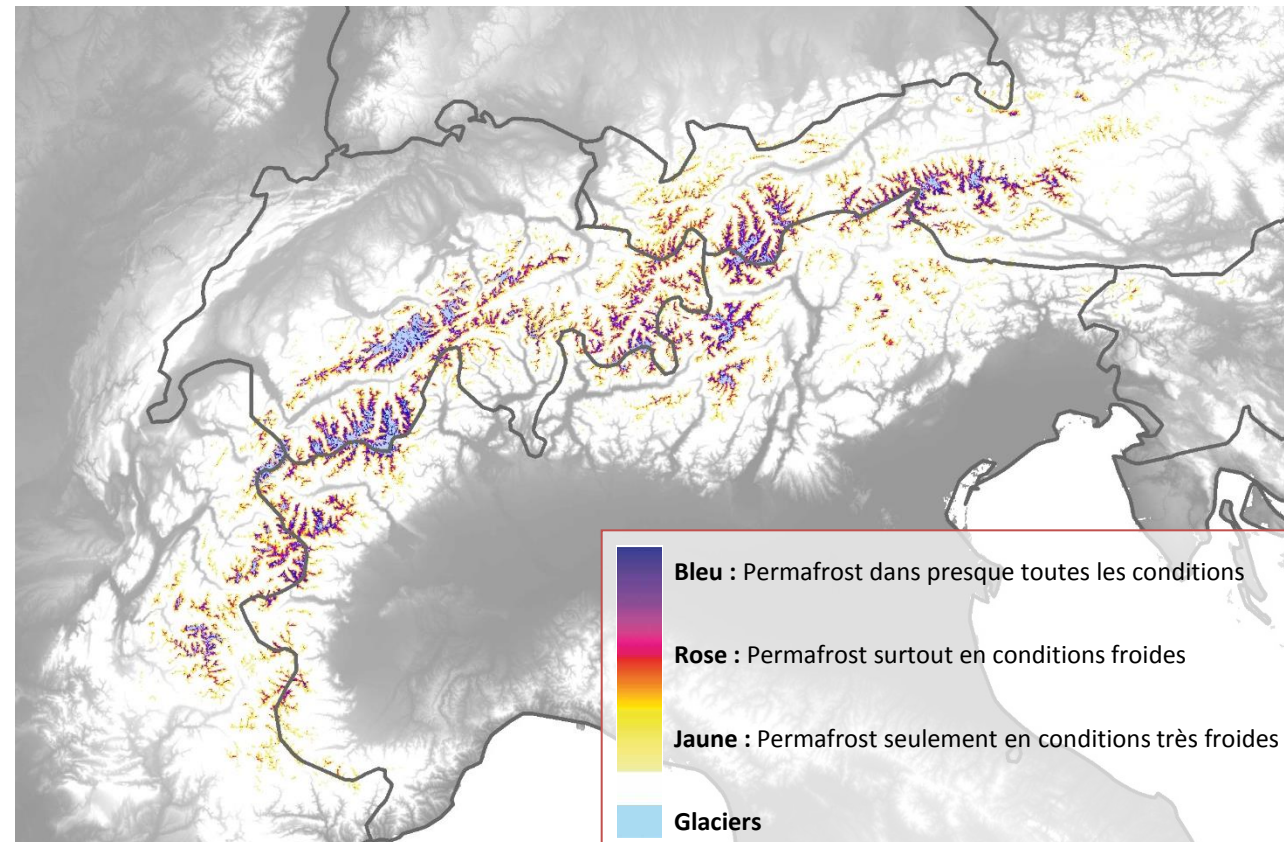 Bleu : Permafrost dans presque toutes les conditions
Rose : Permafrost surtout en conditions froides
Jaune : Permafrost seulement en conditions très froides
Glaciers